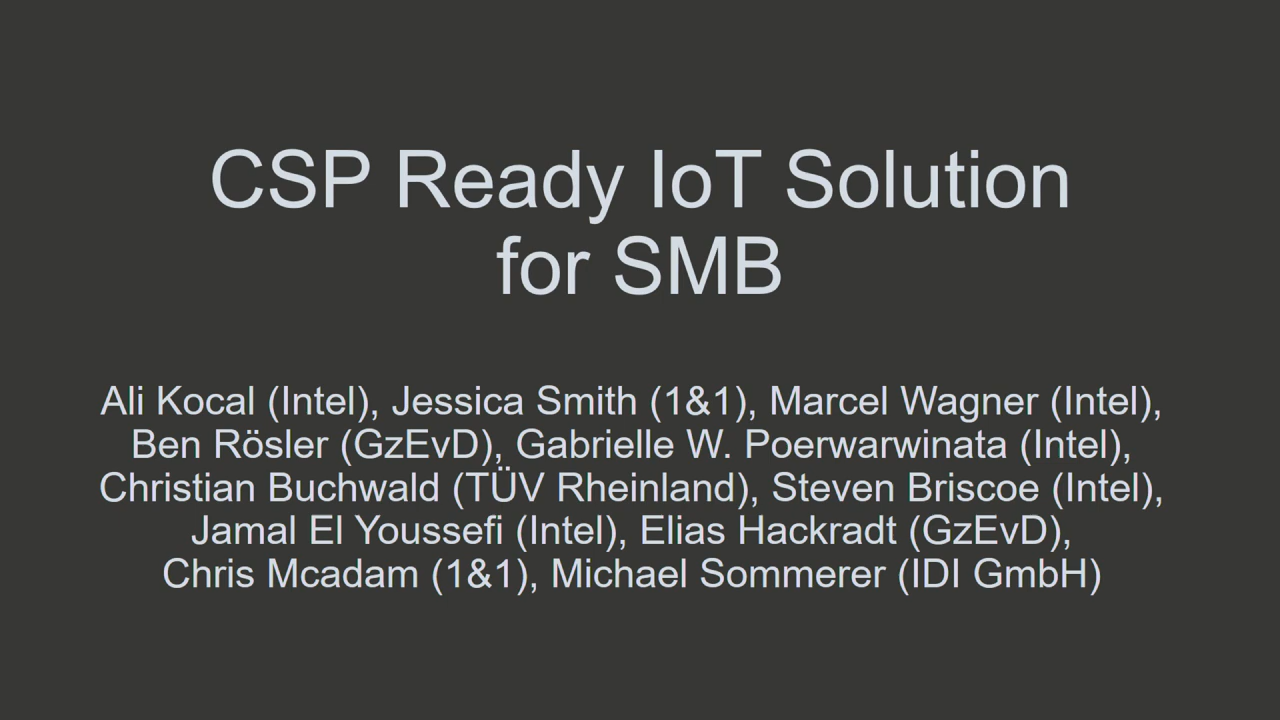 CSP Ready IoT Solution
for SMB
Ali Kocal (Intel), Jessica Smith (1&1), Marcel Wagner (Intel),
Ben Rösler (GzEvD), Gabrielle W. Poerwarwinata (Intel),
Christian Buchwald (TÜV Rheinland), Steven Briscoe (Intel),
Jamal El Youssefi (Intel), Elias Hackradt (GzEvD),
Chris Mcadam (1&1), Michael Sommerer (IDI GmbH)